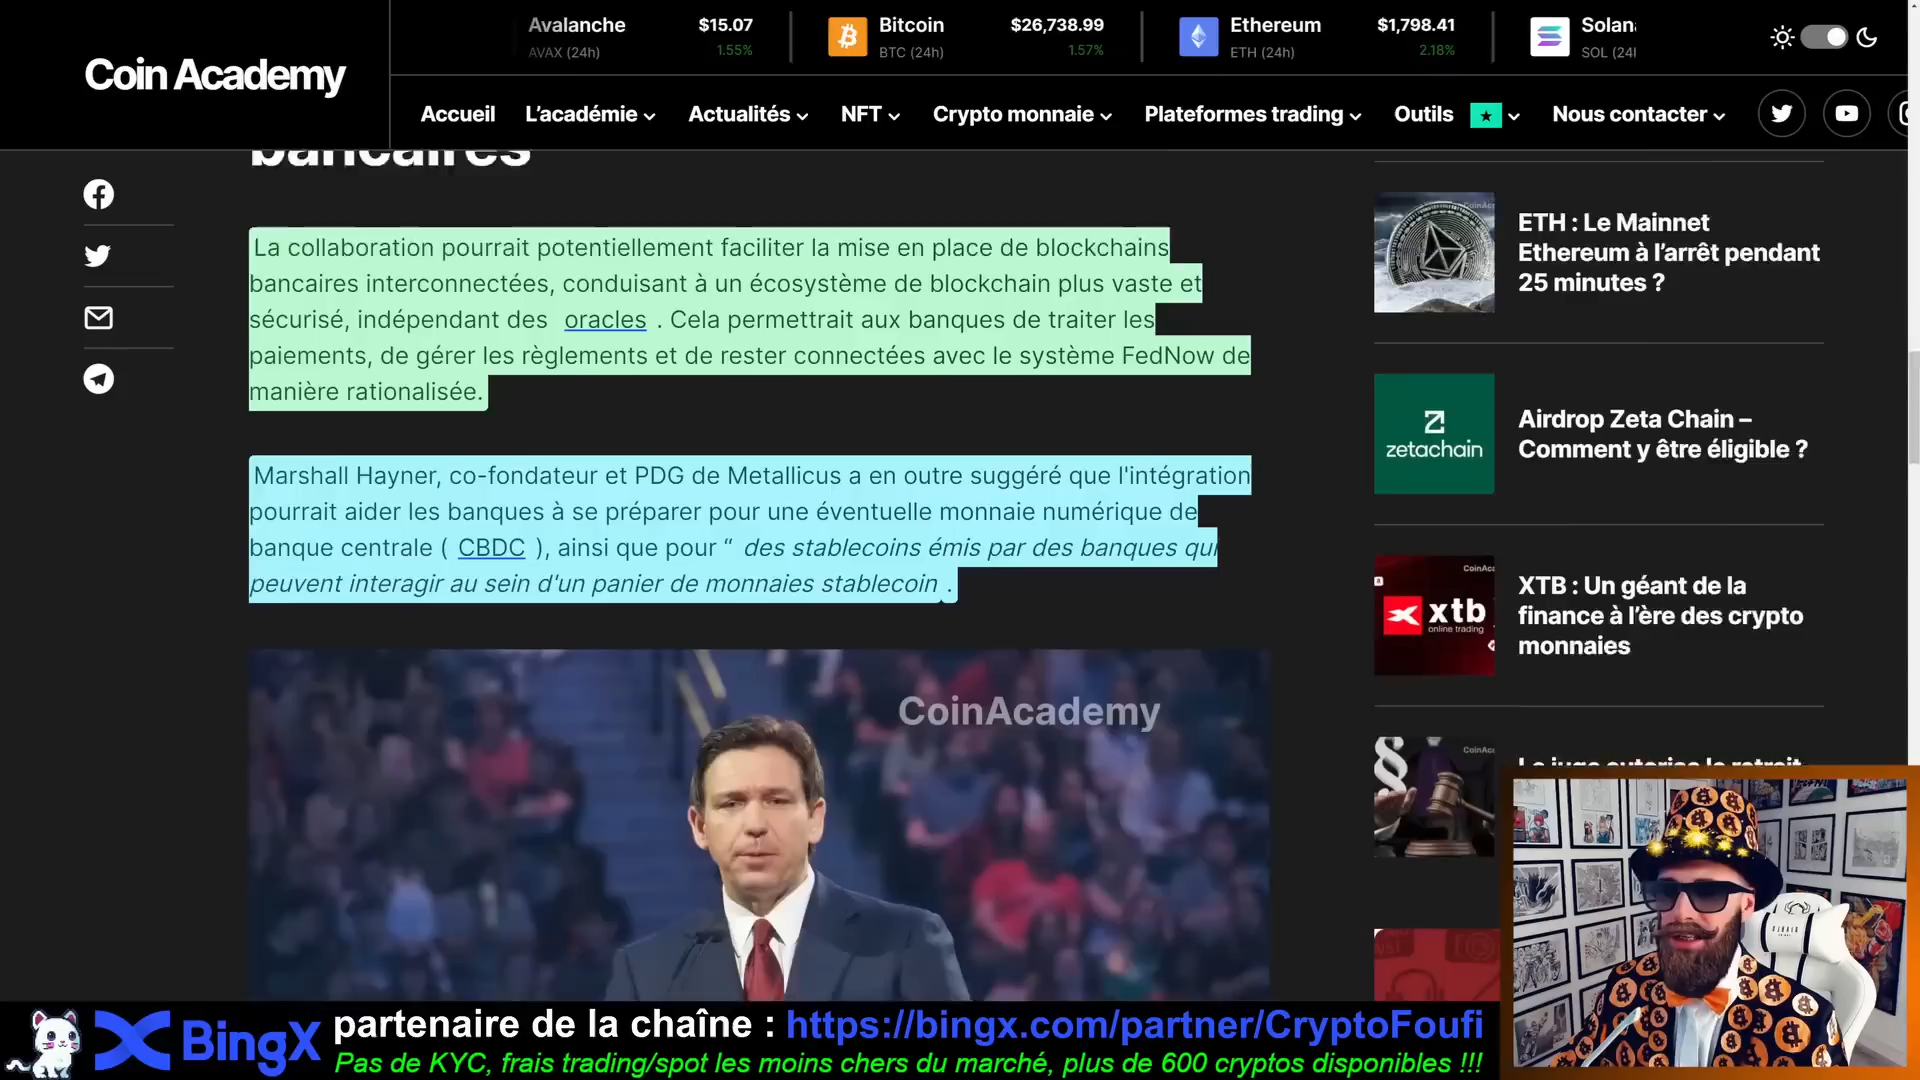 Coin Academy
Avalanche
$15.07
AVAX (24h)
1.55%
Bitcoin
$26,738.99
BTC (24h)
1.57%
Ethereum
$1,798.41
ETH (24h)
2.18%
SOL (24
Accueil
L’académie
Actualités
NFT
Crypto monnaie
Plateformes trading
Outils
Nous contacter
bancaires
La collaboration pourrait potentiellement faciliter la mise en place de blockchains
bancaires interconnectées, conduisant à un écosystème de blockchain plus vaste et
sécurisé, indépendant des oracles . Cela permettrait aux banques de traiter les
paiements, de gérer les règlements et de rester connectées avec le système FedNow de
manière rationalisée.
Marshall Hayner, co-fondateur et PDG de Metallicus a en outre suggéré que l'intégration
pourrait aider les banques à se préparer pour une éventuelle monnaie numérique de
banque centrale ( CBDC ), ainsi que pour “ des stablecoins émis par des banques qui
peuvent interagir au sein d'un panier de monnaies stablecoin .
CoinAcademy
ETH : Le Mainnet
Ethereum à l’arrêt pendant
25 minutes ?
zetachain
Airdrop Zeta Chain –
Comment y être éligible ?
xtb
online trading
XTB : Un géant de la
finance à l’ère des crypto
monnaies
Le juge autorise le retrait
BingX
partenaire de la chaîne : https://bingx.com/partner/CryptoFoufi
Pas de KYC, frais trading/spot les moins chers du marché, plus de 600 cryptos disponibles !!!